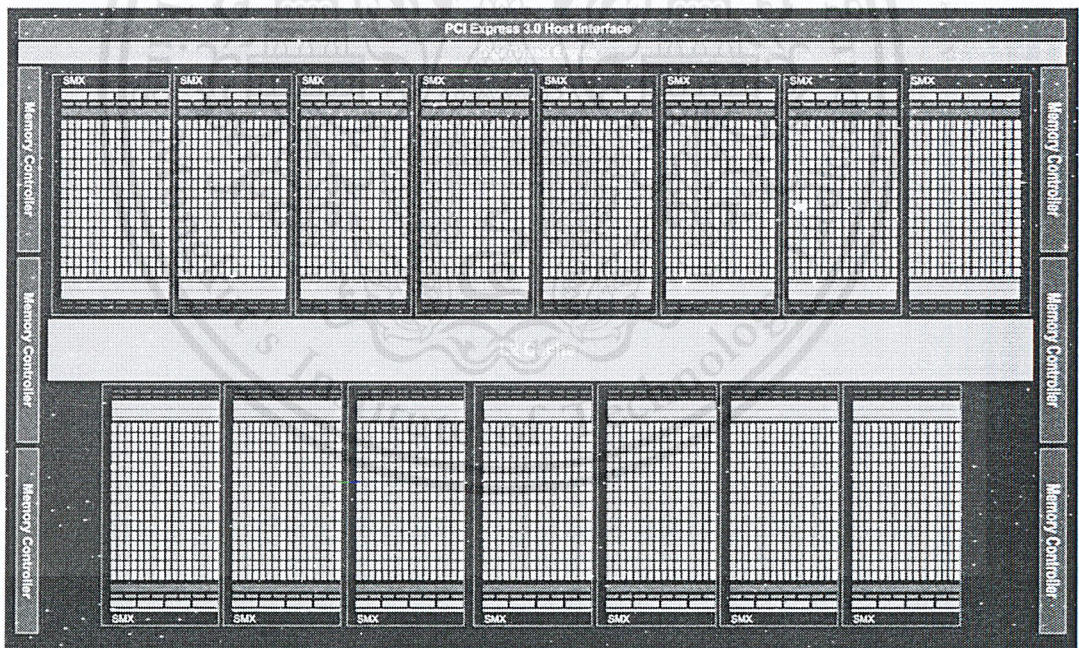 PCI Express 3.0 Host Interface
SMX SMX SMX SMX SMX SMX SMX SMX
Memory Controller
Memory Controller
Memory Controller
Memory Controller
Memory Controller
Memory Controller
SMX SMX SMX SMX SMX SMX SMX